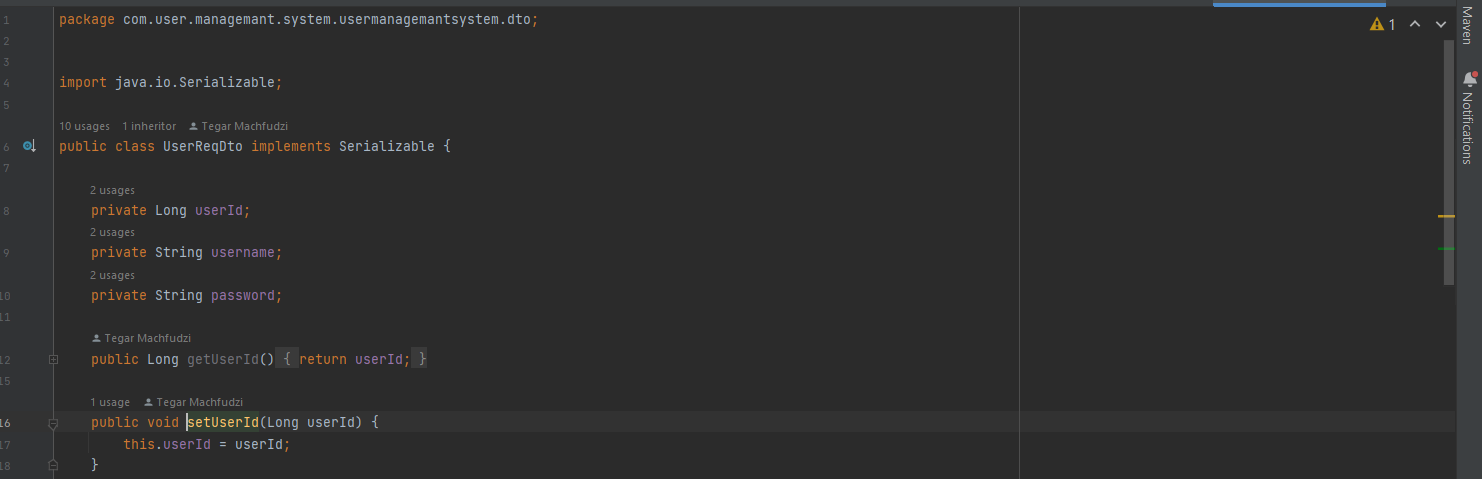 1 package com.user.managemant.system.usermanagemantsystem.dto;
1
2
3
4 import java.io.Serializable;
5
10 usages 1 inheritor Tegar Machfudzi
6 public class UserReqDto implements Serializable {
7
2 usages
8 private Long userId;
2 usages
9 private String username;
2 usages
10 private String password;
11
Tegar Machfudzi
12 public Long getUserId() { return userId; }
15
1 usage Tegar Machfudzi
16 public void setUserId(Long userId) {
17 this.userId = userId;
18 }
Maven
Notifications